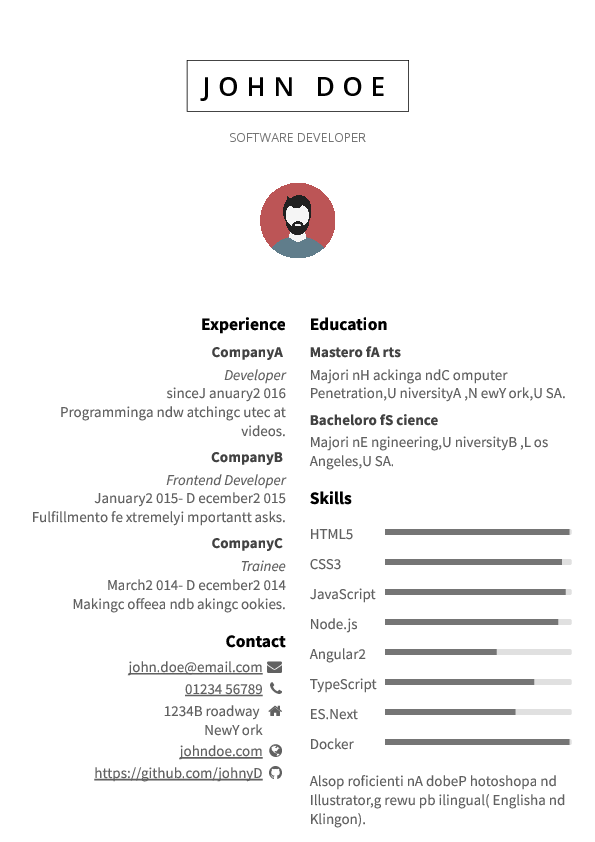 JOHN DOE
SOFTWARE DEVELOPER
Experience
CompanyA
Developer
sinceJ anuary2 016
Programminga ndw atchingc utec at
videos.
CompanyB
Frontend Developer
January2 015- D ecember2 015
Fulfillmento fe xtremelyi mportantt asks.
CompanyC
Trainee
March2 014- D ecember2 014
Makingc offeea ndb akingc ookies.
Contact
john.doe@email.com
01234 56789
1234B roadway
NewY ork
johndoe.com
https://github.com/johnyD
Education
Mastero fA rts
Majori nH ackinga ndC omputer
Penetration,U niversityA ,N ewY ork,U SA.
Bacheloro fS cience
Majori nE ngineering,U niversityB ,L os
Angeles,U SA.
Skills
HTML5
CSS3
JavaScript
Node.js
Angular2
TypeScript
ES.Next
Docker
Alsop roficienti nA dobeP hotoshopa nd
Illustrator,g rewu pb ilingual( Englisha nd
Klingon).